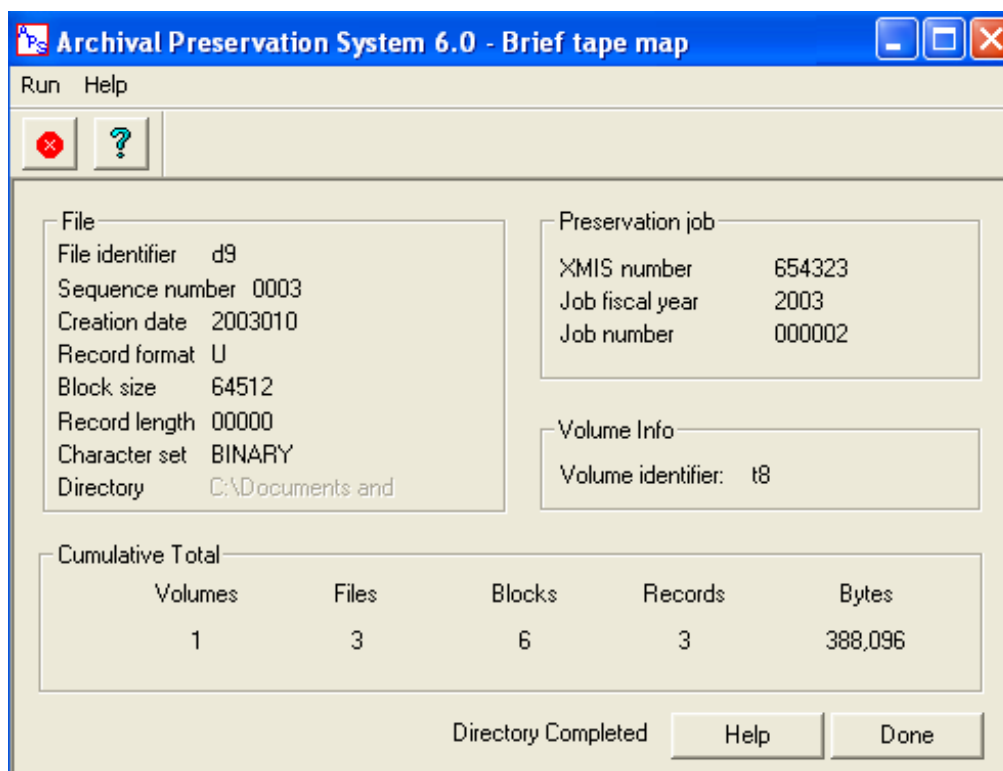 APS Archival Preservation System 6.0 - Brief tape map
Run Help
?
File
File identifier d9
Sequence number 0003
Creation date 2003010
Record format U
Block size 64512
Record length 00000
Character set BINARY
Directory C:\Documents and
Preservation job
XMIS number 654323
Job fiscal year 2003
Job number 000002
Volume Info
Volume identifier: t8
Cumulative Total
Volumes Files Blocks Records Bytes
1 3 6 3 388,096
Directory Completed Help Done